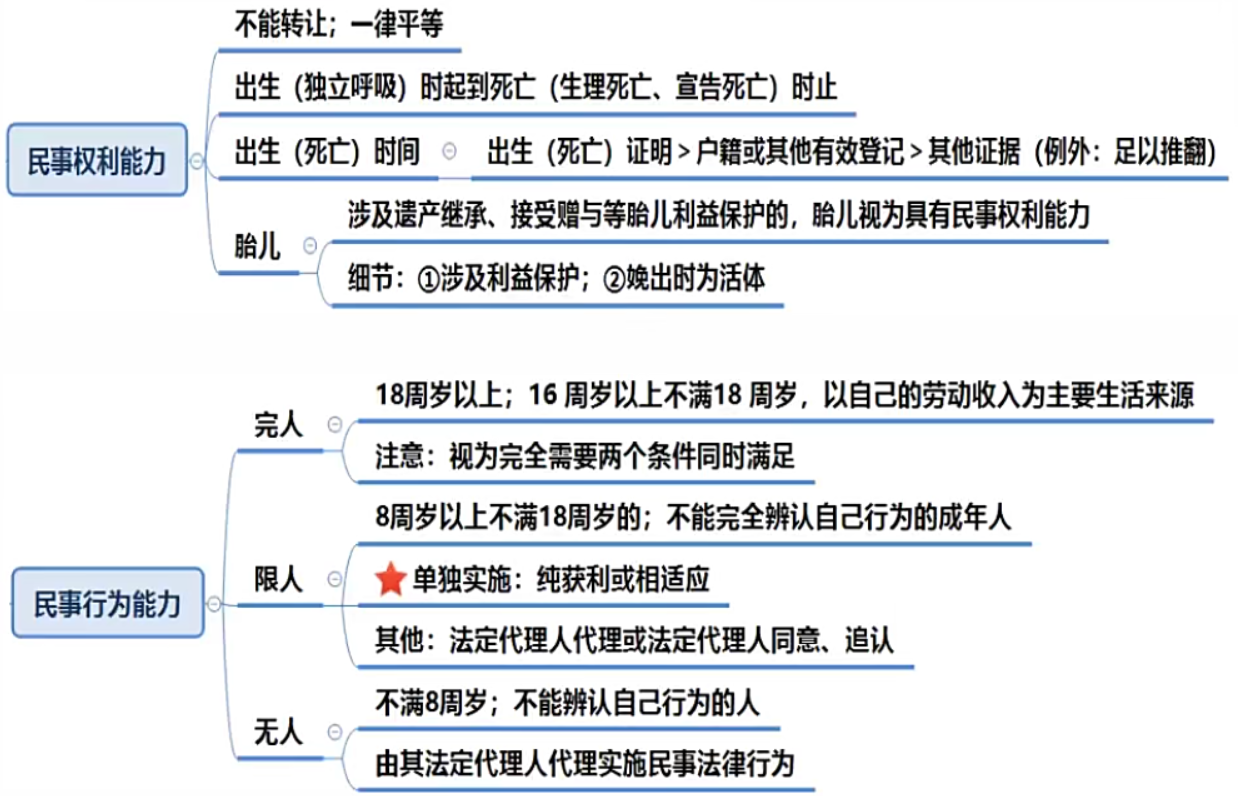 不能转让；一律平等
出生（独立呼吸）时起到死亡（生理死亡、宣告死亡）时止
民事权利能力
出生（死亡）时间
出生（死亡）证明＞户籍或其他有效登记＞其他证据（例外：足以推翻）
胎儿
涉及遗产继承、接受赠与等胎儿利益保护的，胎儿视为具有民事权利能力
细节：①涉及利益保护；②娩出时为活体
完人
18周岁以上；16 周岁以上不满18 周岁，以自己的劳动收入为主要生活来源
注意：视为完全需要两个条件同时满足
民事行为能力
限人
8周岁以上不满18周岁的；不能完全辨认自己行为的成年人
单独实施：纯获利或相适应
其他：法定代理人代理或法定代理人同意、追认
无人
不满8周岁；不能辨认自己行为的人
由其法定代理人代理实施民事法律行为